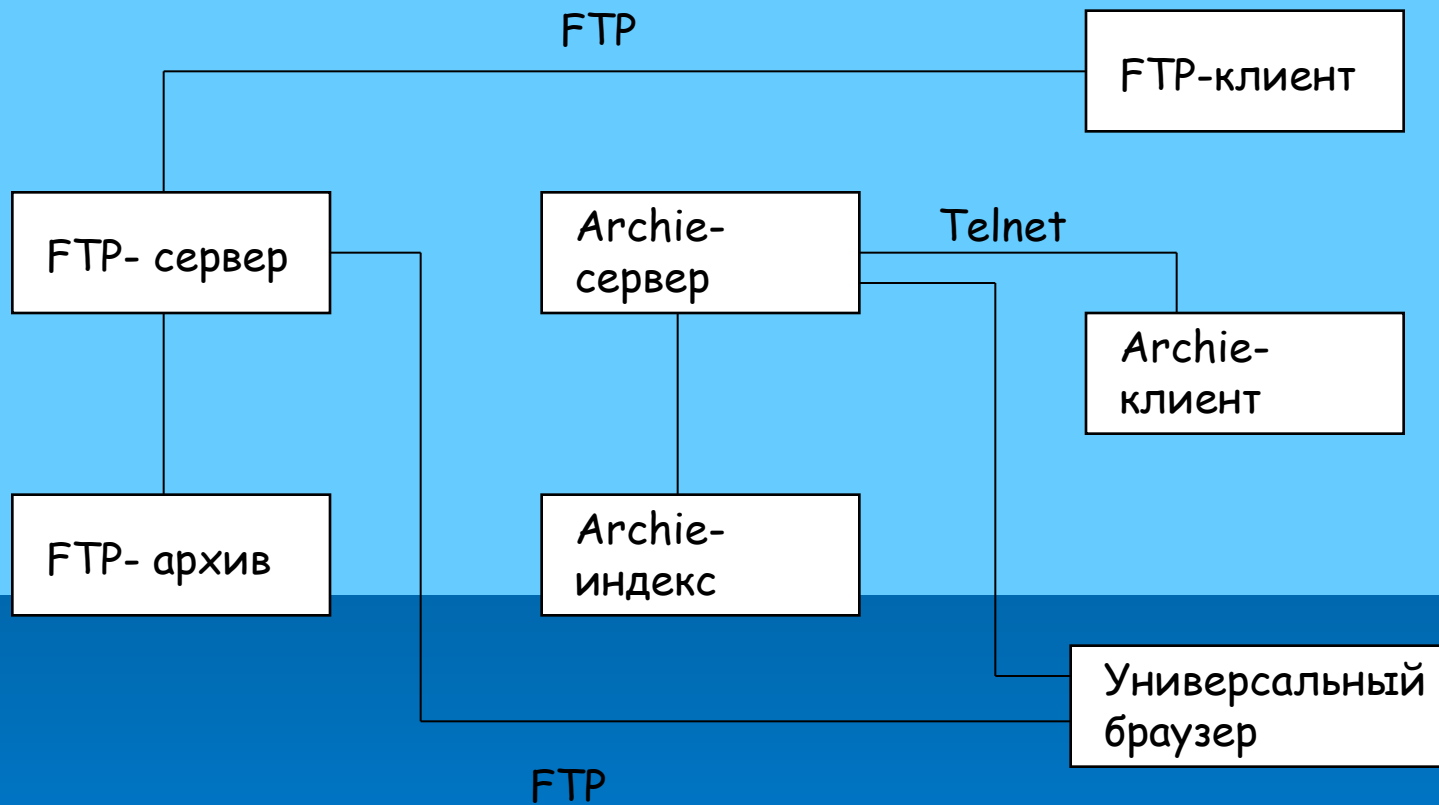 FTP
FTP-клиент
FTP- сервер
Archie-
сервер
Telnet
Archie-
клиент
FTP- архив
Archie-
индекс
Универсальный
браузер
FTP